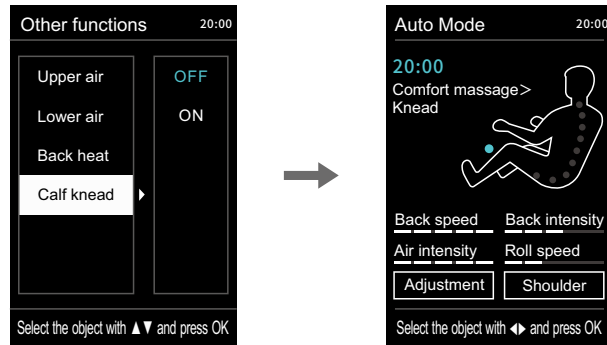 Other functions 20:00
Upper air OFF
Lower air ON
Back heat
Calf knead
Select the object with ▲▼ and press OK
Auto Mode 20:00
20:00
Comfort massage>
Knead
Back speed Back intensity
Air intensity Roll speed
Adjustment Shoulder
Select the object with ◀▶ and press OK